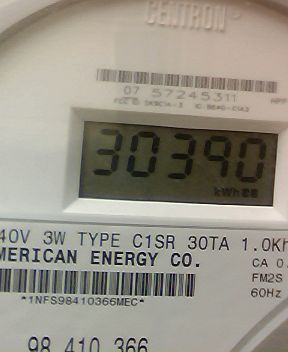 CENTRON®
07 57245311
30390
kWh
40V 3W TYPE C1SR 30TA 1.0Kh
MERICAN ENERGY CO.
CA 0.
FM2S
60Hz
*1NFS98410366MEC*
98 410 366